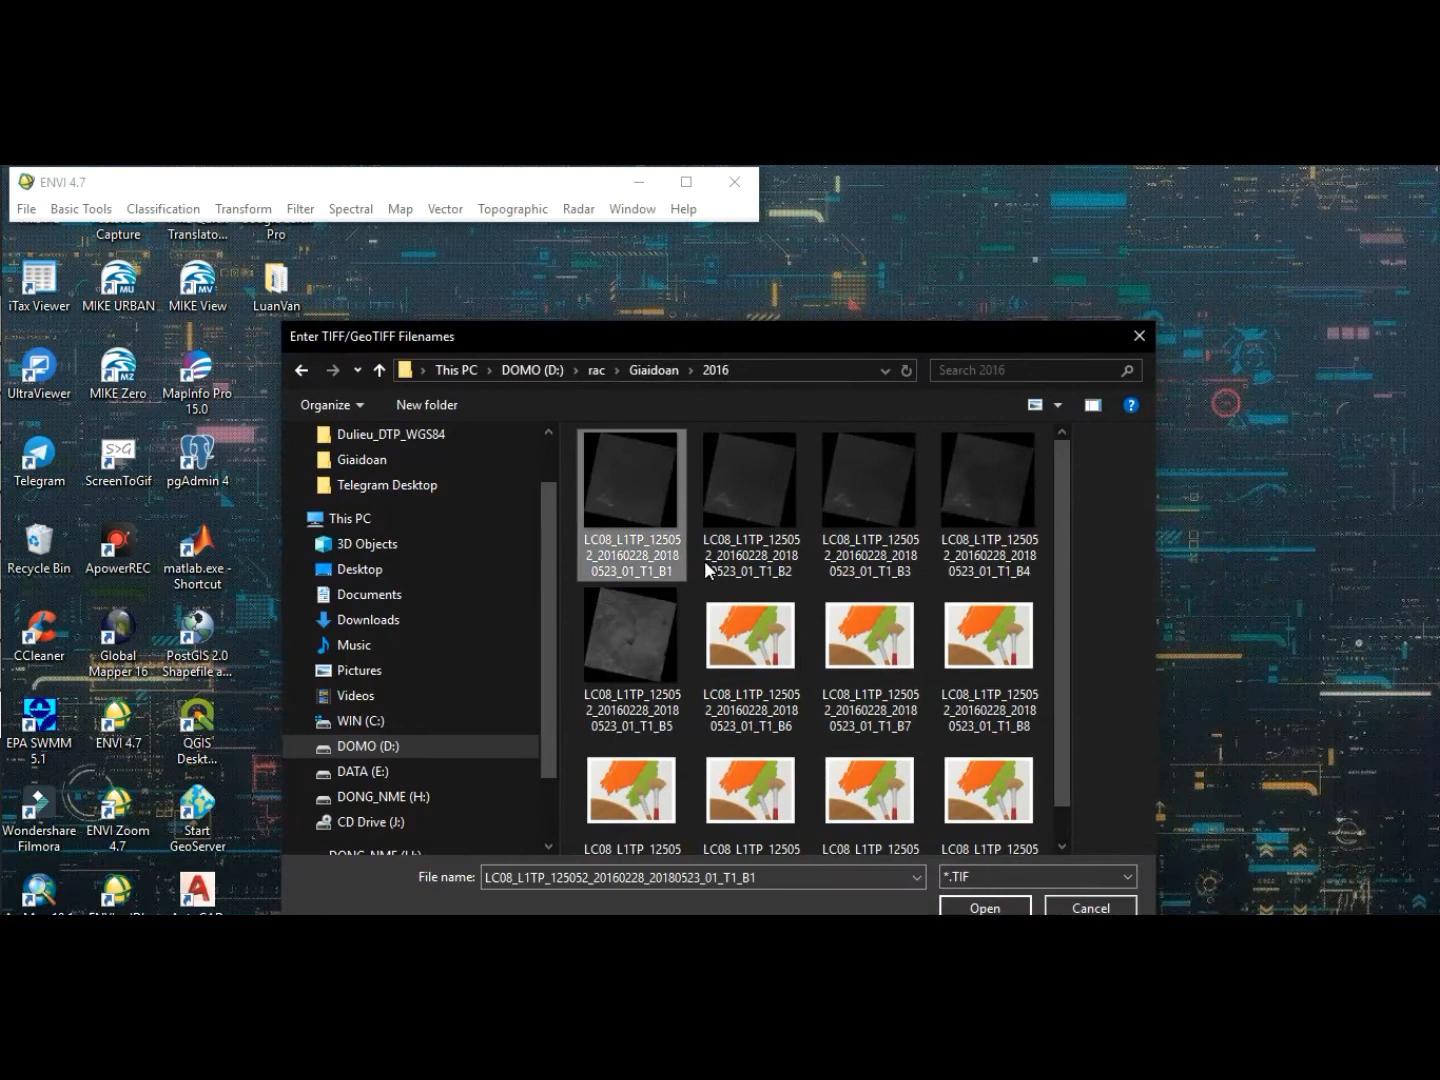 ENVI 4.7
File Basic Tools Classification Transform Filter Spectral Map Vector Topographic Radar Window Help
Capture
Translato...
Pro
iTax Viewer
MIKE URBAN
MIKE View
LuanVan
UltraViewer
MIKE Zero
MapInfo Pro
15.0
Telegram
ScreenToGif
pgAdmin 4
Recycle Bin
ApowerREC
matlab.exe -
Shortcut
CCleaner
Global
Mapper 16
PostGIS 2.0
Shapefile a...
EPA SWMM
5.1
ENVI 4.7
QGIS
Deskt...
Wondershare
Filmora
ENVI Zoom
4.7
Start
GeoServer
Enter TIFF/GeoTIFF Filenames
This PC › DOMO (D:) › rac › Giaidoan › 2016
Search 2016
Organize
New folder
Dulieu_DTP_WGS84
Giaidoan
Telegram Desktop
This PC
3D Objects
Desktop
Documents
Downloads
Music
Pictures
Videos
WIN (C:)
DOMO (D:)
DATA (E:)
DONG_NME (H:)
CD Drive (J:)
DONG_NME (H:)
LC08_L1TP_12505
2_20160228_2018
0523_01_T1_B1
LC08_L1TP_12505
2_20160228_2018
0523_01_T1_B2
LC08_L1TP_12505
2_20160228_2018
0523_01_T1_B3
LC08_L1TP_12505
2_20160228_2018
0523_01_T1_B4
LC08_L1TP_12505
2_20160228_2018
0523_01_T1_B5
LC08_L1TP_12505
2_20160228_2018
0523_01_T1_B6
LC08_L1TP_12505
2_20160228_2018
0523_01_T1_B7
LC08_L1TP_12505
2_20160228_2018
0523_01_T1_B8
LC08_L1TP_12505
LC08_L1TP_12505
LC08_L1TP_12505
LC08_L1TP_12505
File name: LC08_L1TP_125052_20160228_20180523_01_T1_B1
*.TIF
Open
Cancel